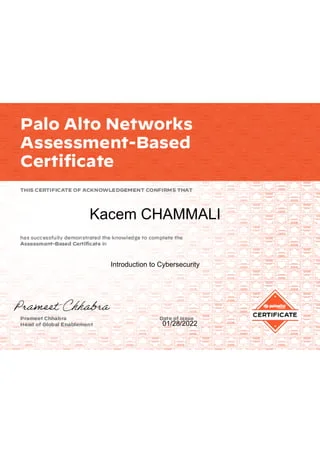 Palo Alto Networks
Assessment-Based
Certificate
THIS CERTIFICATE OF ACKNOWLEDGEMENT CONFIRMS THAT
Kacem CHAMMALI
has successfully demonstrated the knowledge to complete the
Assessment-Based Certificate in
Introduction to Cybersecurity
Prameet Chhabra
Prameet Chhabra
Head of Global Enablement
Date of Issue
01/28/2022
paloalto
CERTIFICATE